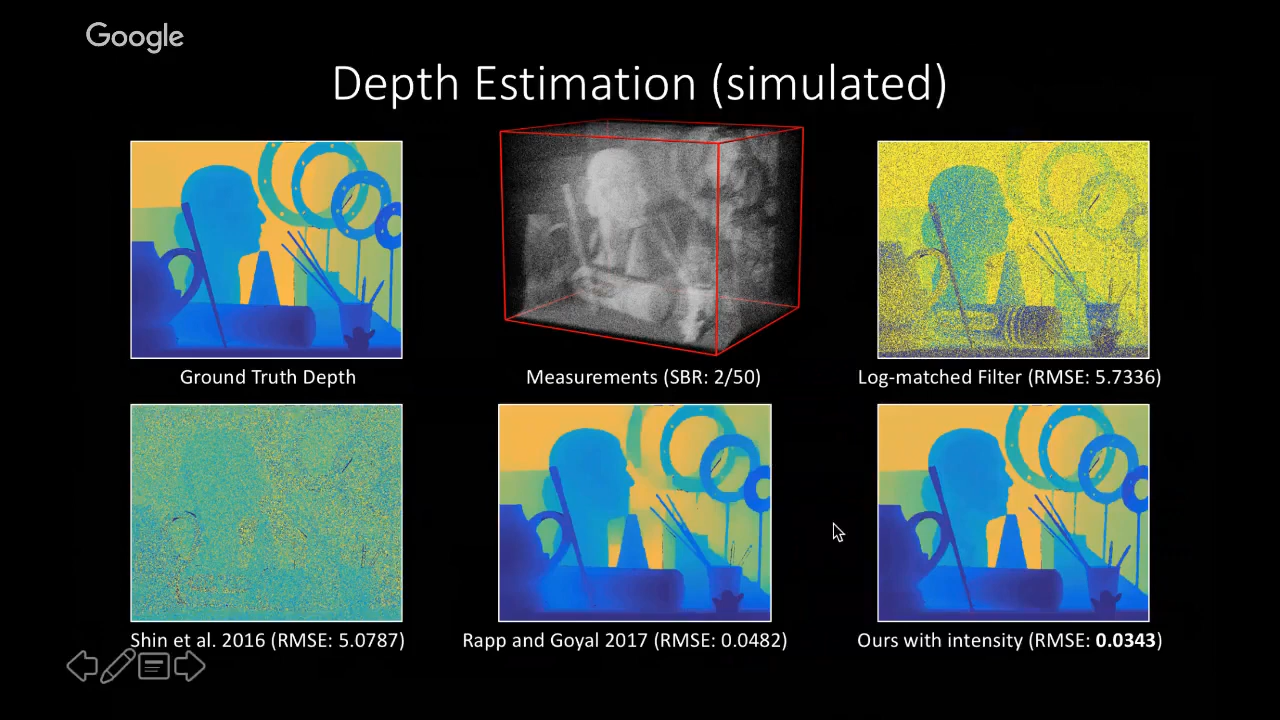 Google
Depth Estimation (simulated)
Ground Truth Depth
Measurements (SBR: 2/50)
Log-matched Filter (RMSE: 5.7336)
Shin et al. 2016 (RMSE: 5.0787)
Rapp and Goyal 2017 (RMSE: 0.0482)
Ours with intensity (RMSE: 0.0343)